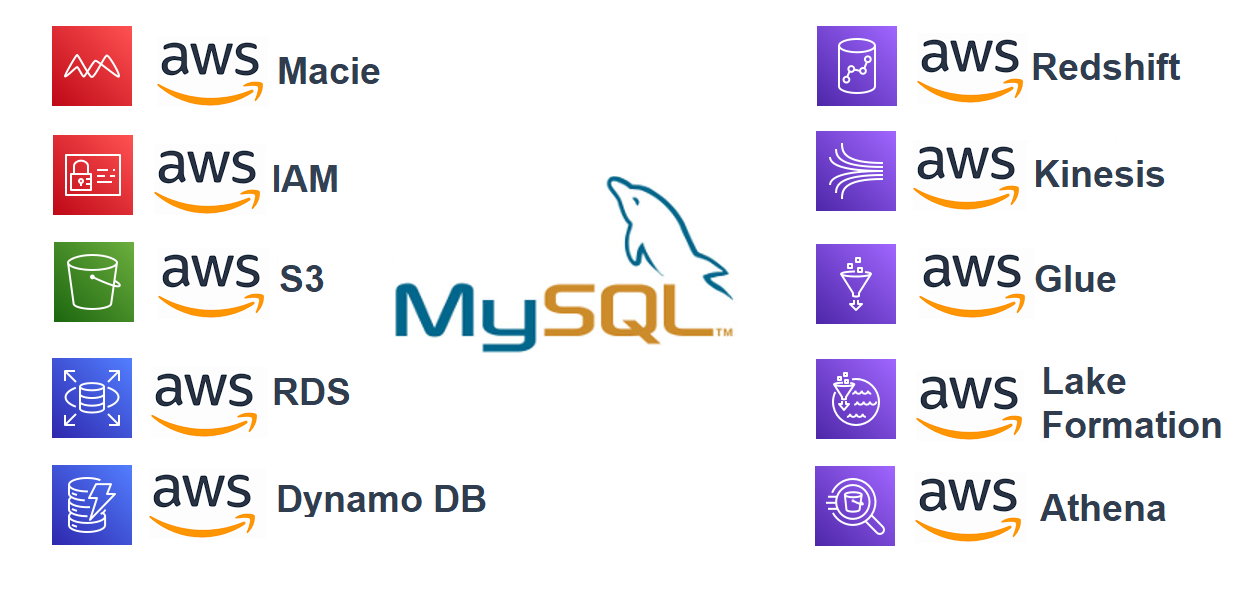 aws Macie
aws IAM
aws S3
aws RDS
aws Dynamo DB
MySQL™
aws Redshift
aws Kinesis
aws Glue
aws Lake
Formation
aws Athena